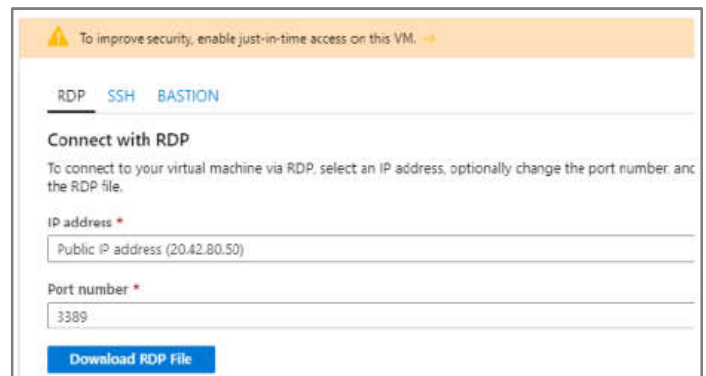 To improve security, enable just-in-time access on this VM. →
RDP SSH BASTION
Connect with RDP
To connect to your virtual machine via RDP, select an IP address, optionally change the port number, and
the RDP file.
IP address *
Public IP address (20.42.80.50)
Port number *
3389
Download RDP File